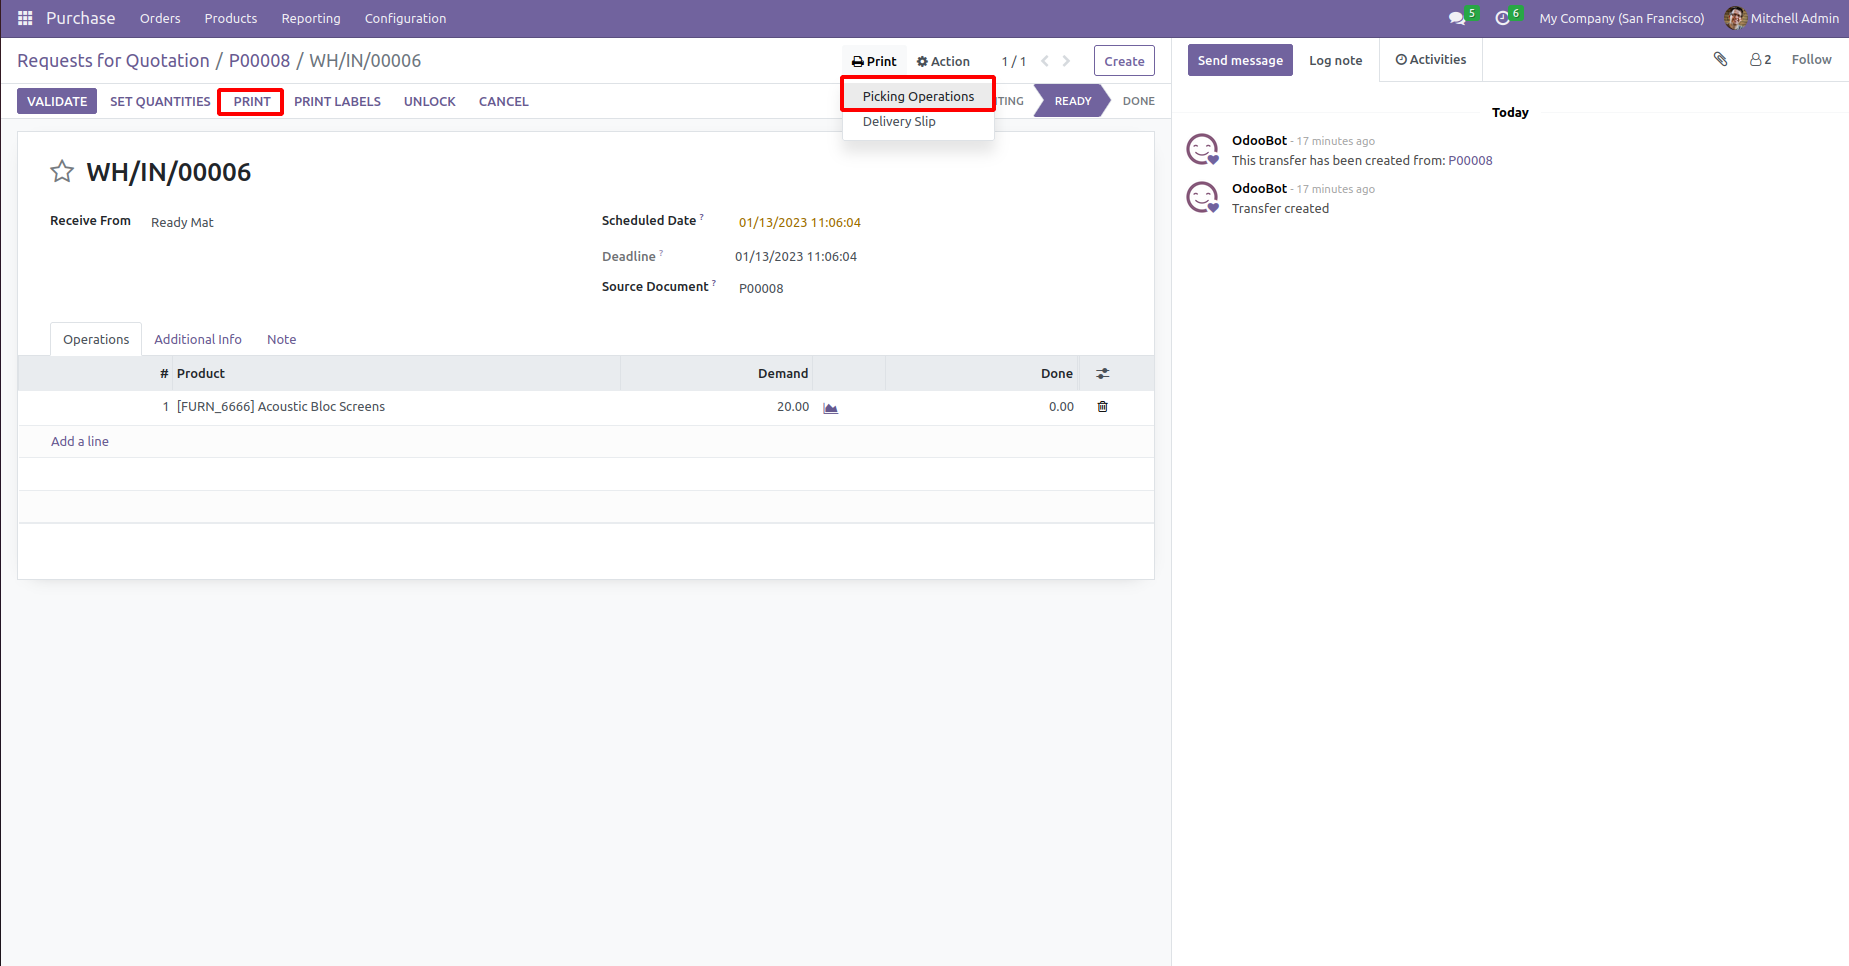 Purchase Orders Products Reporting Configuration 5 6 My Company (San Francisco) Mitchell Admin
Requests for Quotation / P00008 / WH/IN/00006 Print Action 1 / 1 Create
VALIDATE SET QUANTITIES PRINT PRINT LABELS UNLOCK CANCEL TING READY DONE
Picking Operations
Delivery Slip
WH/IN/00006
Receive From Ready Mat
Scheduled Date ? 01/13/2023 11:06:04
Deadline ? 01/13/2023 11:06:04
Source Document ? P00008
Operations Additional Info Note
# Product Demand Done
1 [FURN_6666] Acoustic Bloc Screens 20.00 0.00
Add a line
Send message Log note Activities 2 Follow
Today
OdooBot - 17 minutes ago
This transfer has been created from: P00008
OdooBot - 17 minutes ago
Transfer created